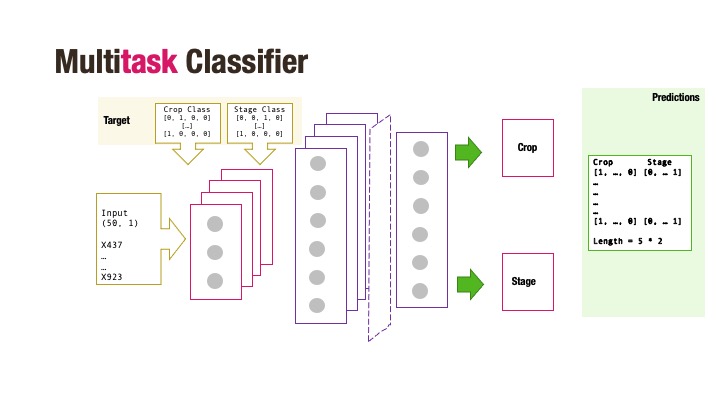 Multitask Classifier
Target
Crop Class
[0, 1, 0, 0]
[…]
[1, 0, 0, 0]
Stage Class
[0, 0, 1, 0]
[…]
[1, 0, 0, 0]
Input
(50, 1)
X437
…
…
X923
Crop
Stage
Predictions
Crop Stage
[1, …, 0] [0, … 1]
…
…
…
…
[1, …, 0] [0, … 1]
Length = 5 * 2